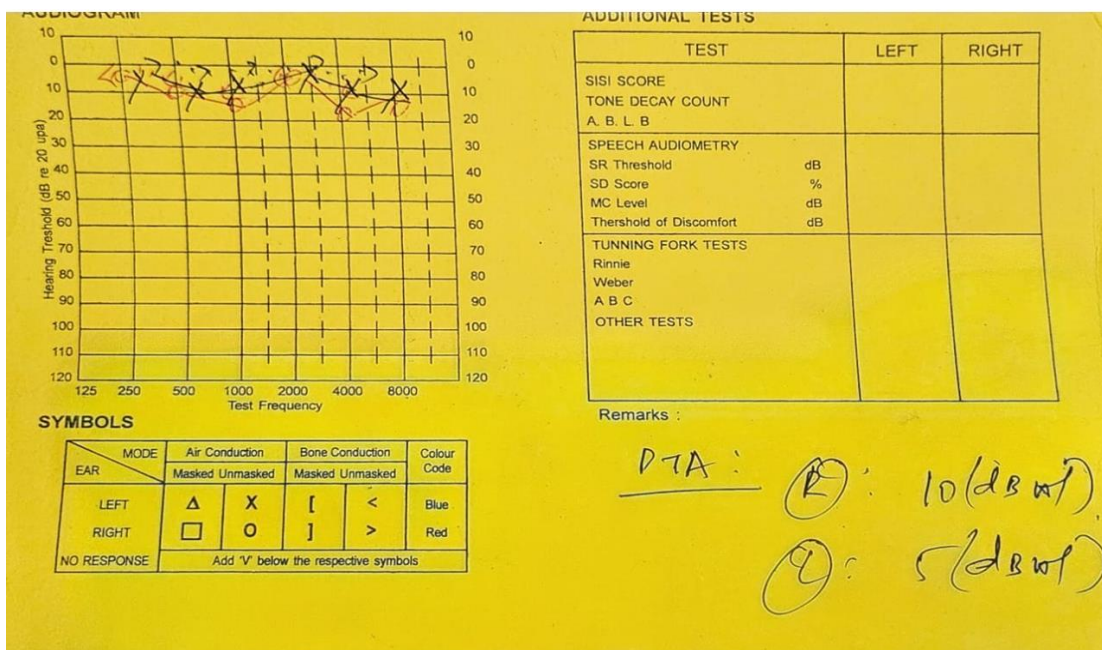 AUDIOGRAM
10
0
10
20
30
40
50
60
70
80
90
100
110
120
Hearing Treshold (dB re 20 upa)
10
0
10
20
30
40
50
60
70
80
90
100
110
120
125 250 500 1000 2000 4000 8000
Test Frequency
SYMBOLS
MODE
EAR
Air Conduction Bone Conduction Colour Code
Masked Unmasked Masked Unmasked
LEFT Δ X [ < Blue
RIGHT □ O ] > Red
NO RESPONSE Add 'V' below the respective symbols
ADDITIONAL TESTS
TEST LEFT RIGHT
SISI SCORE
TONE DECAY COUNT
A. B. L. B
SPEECH AUDIOMETRY
SR Threshold dB
SD Score %
MC Level dB
Thershold of Discomfort dB
TUNNING FORK TESTS
Rinnie
Weber
A B C
OTHER TESTS
Remarks :
PTA :
R : 10 (dB
L : 5 (dB